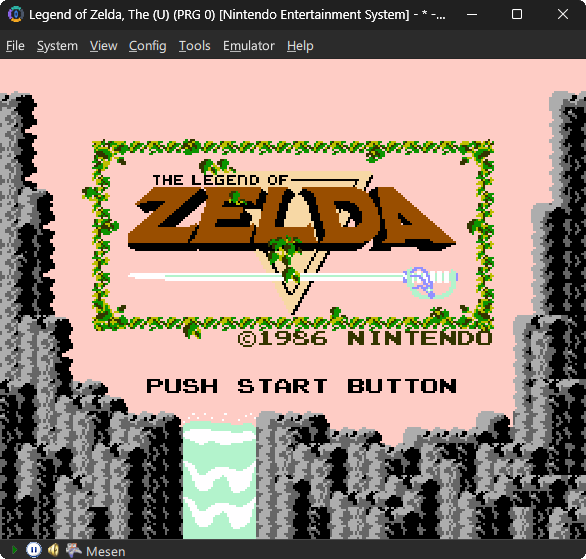 Legend of Zelda, The (U) (PRG 0) [Nintendo Entertainment System] - * -...
File System View Config Tools Emulator Help
THE LEGEND OF
ZELDA
©1986 NINTENDO
PUSH START BUTTON
Mesen